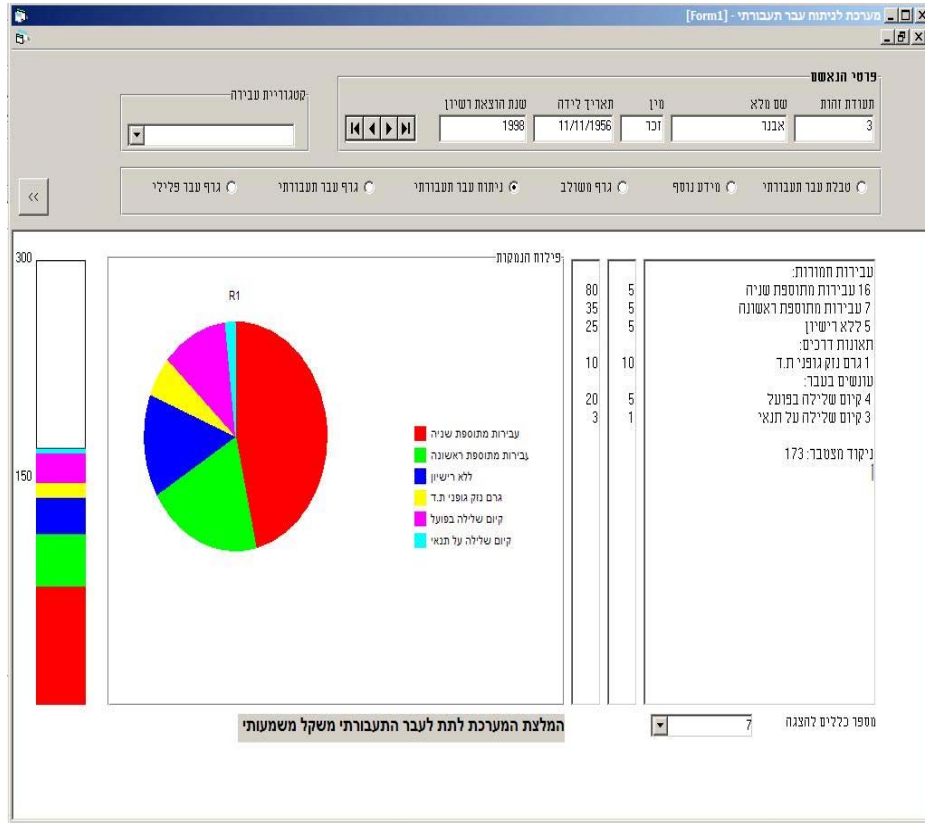 מערכת לניתוח עבר תעבורתי - [Form1]
פרטי הנאשם
תעודת זהות
שם מלא
מין
תאריך לידה
שנת הוצאת רשיון
3
אבנר
זכר
11/11/1956
1998
קטגוריית עבירה
טבלת עבר תעבורתי
מידע נוסף
גרף משולב
ניתוח עבר תעבורתי
גרף עבר תעבורתי
גרף עבר פלילי
<<
עבירות חמורות:
16 עבירות מתוספת שניה 5 80
7 עבירות מתוספת ראשונה 5 35
5 ללא רישיון 5 25
תאונות דרכים:
1 גרם נזק גופני ת.ד 10 10
עונשים בעבר:
4 קיום שלילה בפועל 5 20
3 קיום שלילה על תנאי 1 3
ניקוד מצטבר: 173
פילוח הנמקות
R1
עבירות מתוספת שניה
עבירות מתוספת ראשונה
ללא רישיון
גרם נזק גופני ת.ד
קיום שלילה בפועל
קיום שלילה על תנאי
300
150
מספר כללים להצגה
7
המלצת המערכת לתת לעבר התעבורתי משקל משמעותי